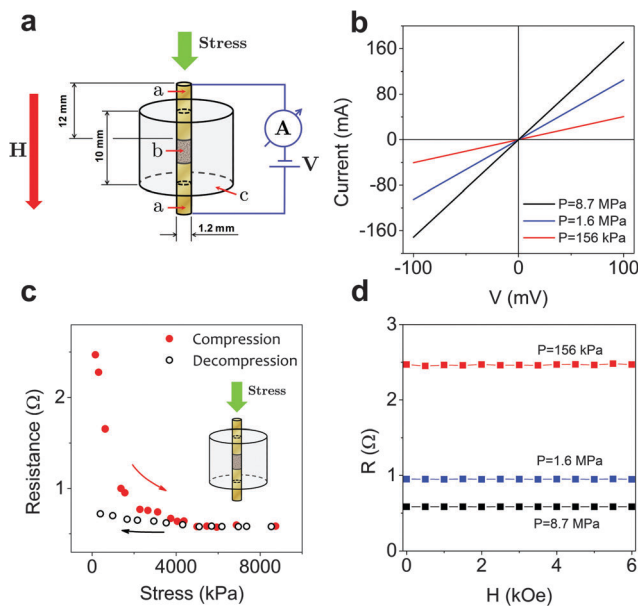 a
Stress
H
12 mm
10 mm
a
b
a
c
A
V
1.2 mm
b
Current (mA)
160
80
0
-80
-160
P=8.7 MPa
P=1.6 MPa
P=156 kPa
-100
0
100
V (mV)
c
Resistance (Ω)
2
1
Compression
Decompression
Stress
0
4000
8000
Stress (kPa)
d
R (Ω)
3
2
1
0
P=156 kPa
P=1.6 MPa
P=8.7 MPa
0
2
4
6
H (kOe)